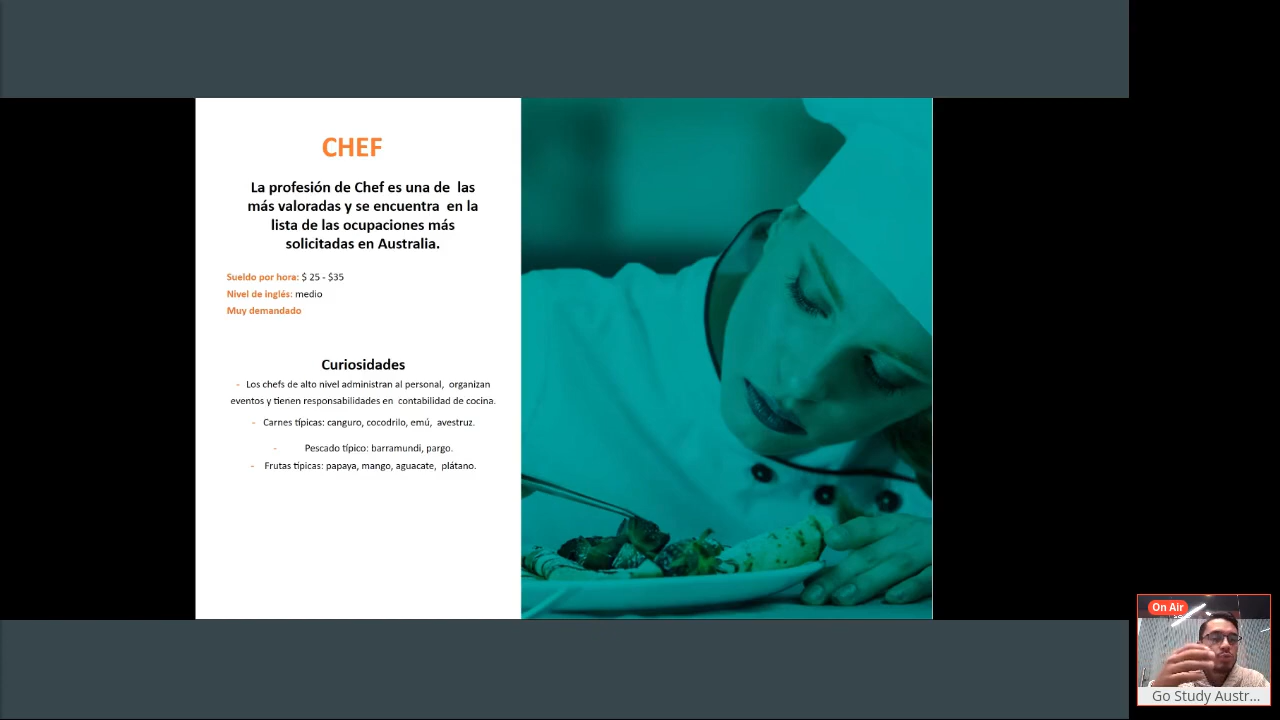 CHEF
La profesión de Chef es una de las
más valoradas y se encuentra en la
lista de las ocupaciones más
solicitadas en Australia.
Sueldo por hora: $ 25 - $35
Nivel de inglés: medio
Muy demandado
Curiosidades
- Los chefs de alto nivel administran al personal, organizan
eventos y tienen responsabilidades en contabilidad de cocina.
- Carnes típicas: canguro, cocodrilo, emú, avestruz.
- Pescado típico: barramundi, pargo.
- Frutas típicas: papaya, mango, aguacate, plátano.
On Air
Go Study Austr...